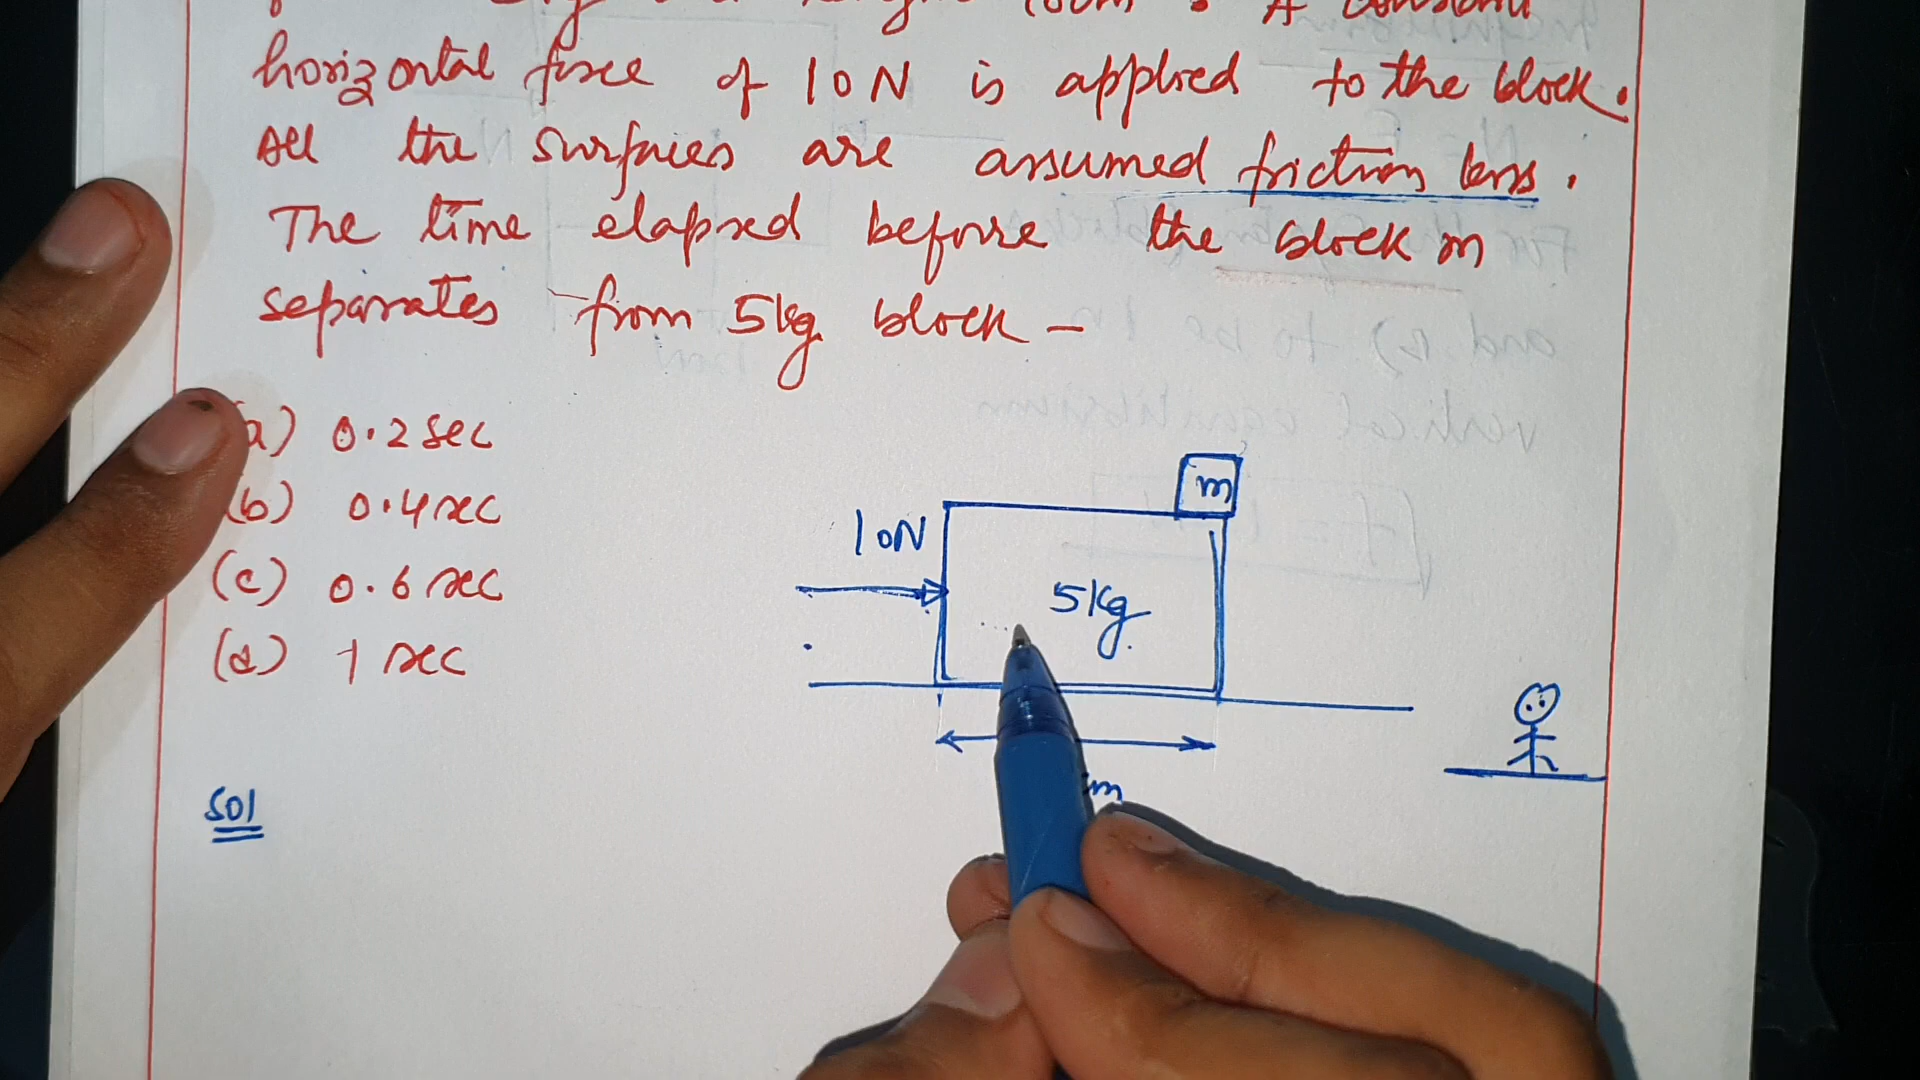 horizontal force of 10N is applied to the block.
All the surfaces are assumed friction less.
The time elapsed before the block m
separates from 5kg block –
(a) 0.2 sec
(b) 0.4 sec
(c) 0.6 sec
(d) 1 sec
m
10N
5kg
Sol